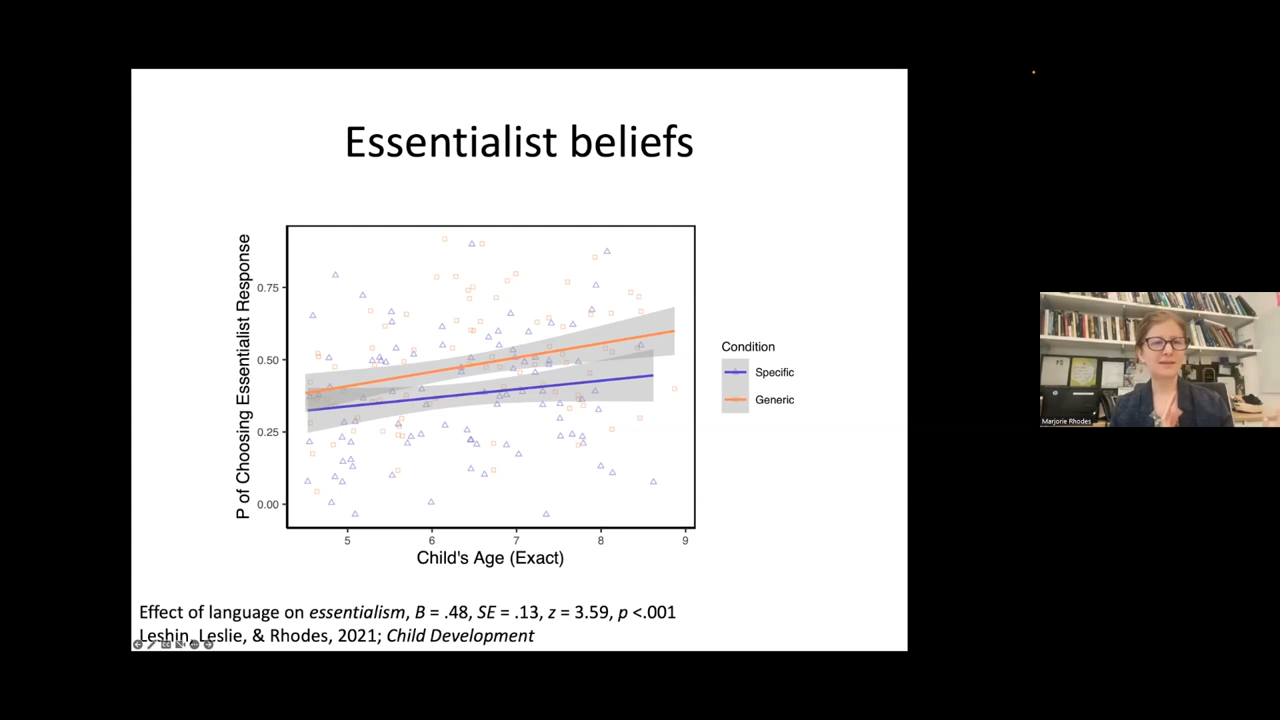 Essentialist beliefs
P of Choosing Essentialist Response
0.75
0.50
0.25
0.00
5 6 7 8 9
Child's Age (Exact)
Condition
Specific
Generic
Effect of language on essentialism, B = .48, SE = .13, z = 3.59, p <.001
Leshin, Leslie, & Rhodes, 2021; Child Development
Marjorie Rhodes